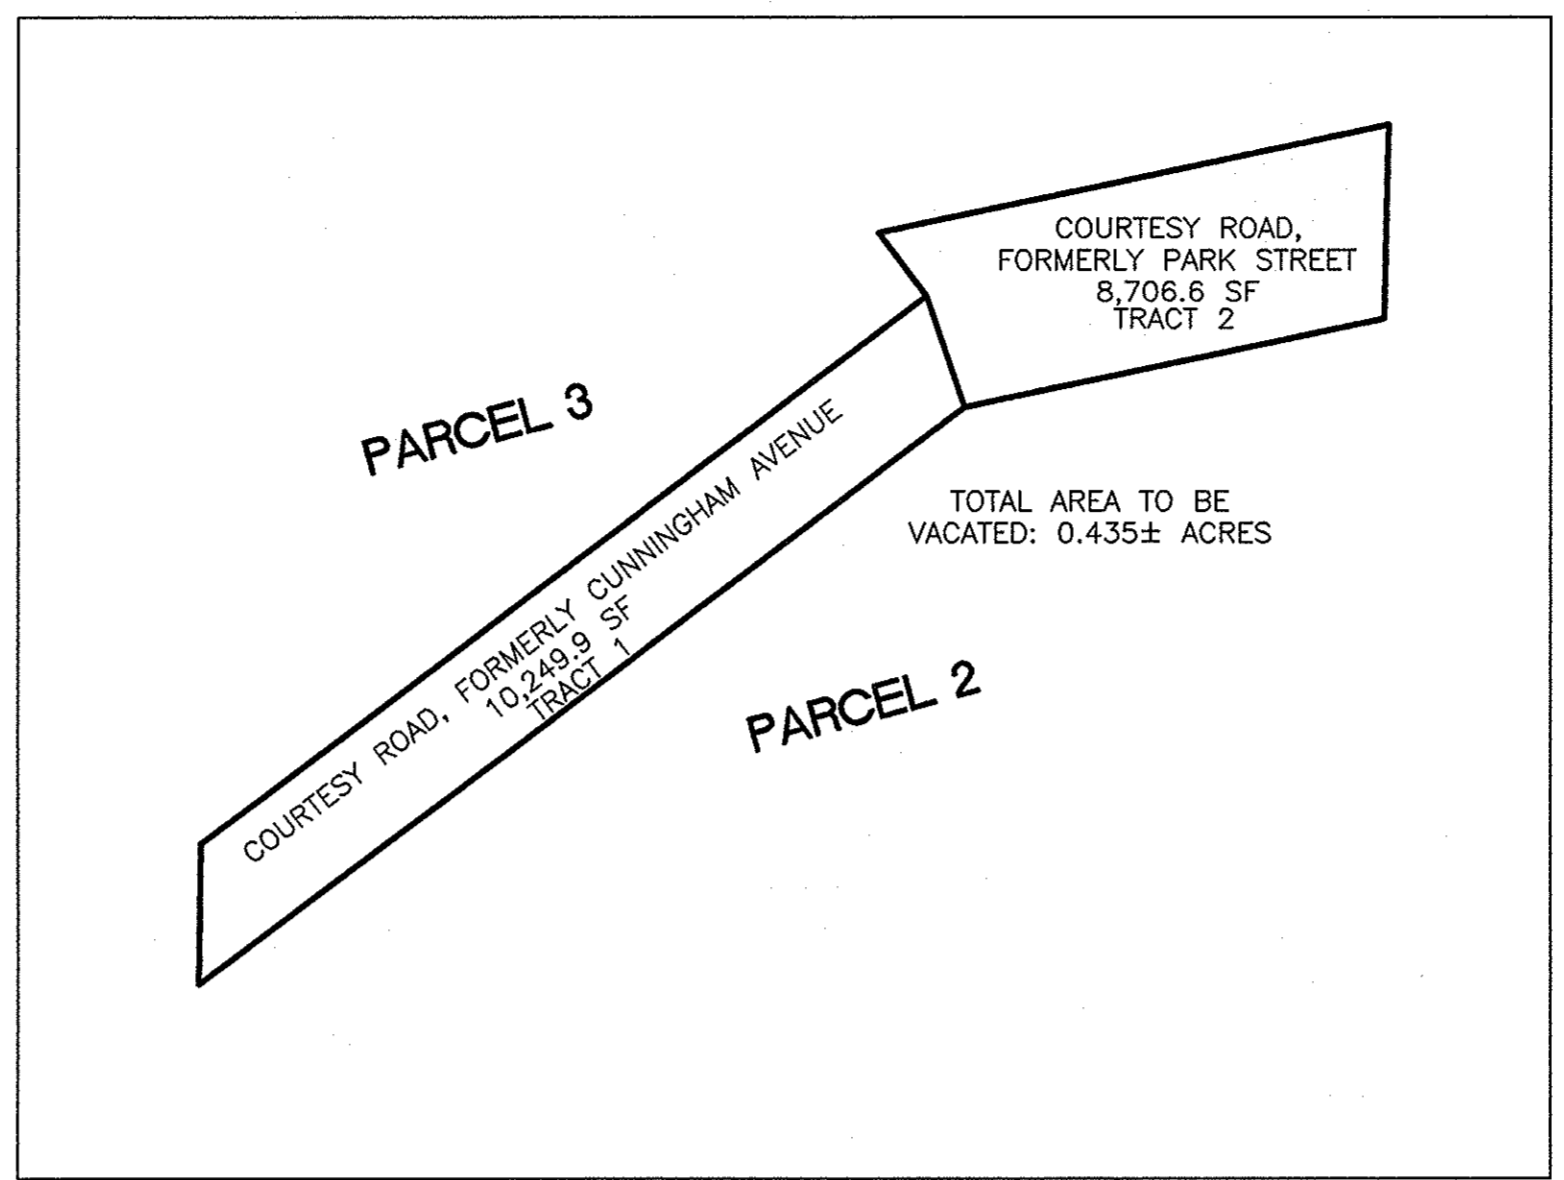 COURTESY ROAD,
FORMERLY PARK STREET
8,706.6 SF
TRACT 2
PARCEL 3
COURTESY ROAD, FORMERLY CUNNINGHAM AVENUE
10,249.9 SF
TRACT 1
TOTAL AREA TO BE
VACATED: 0.435± ACRES
PARCEL 2